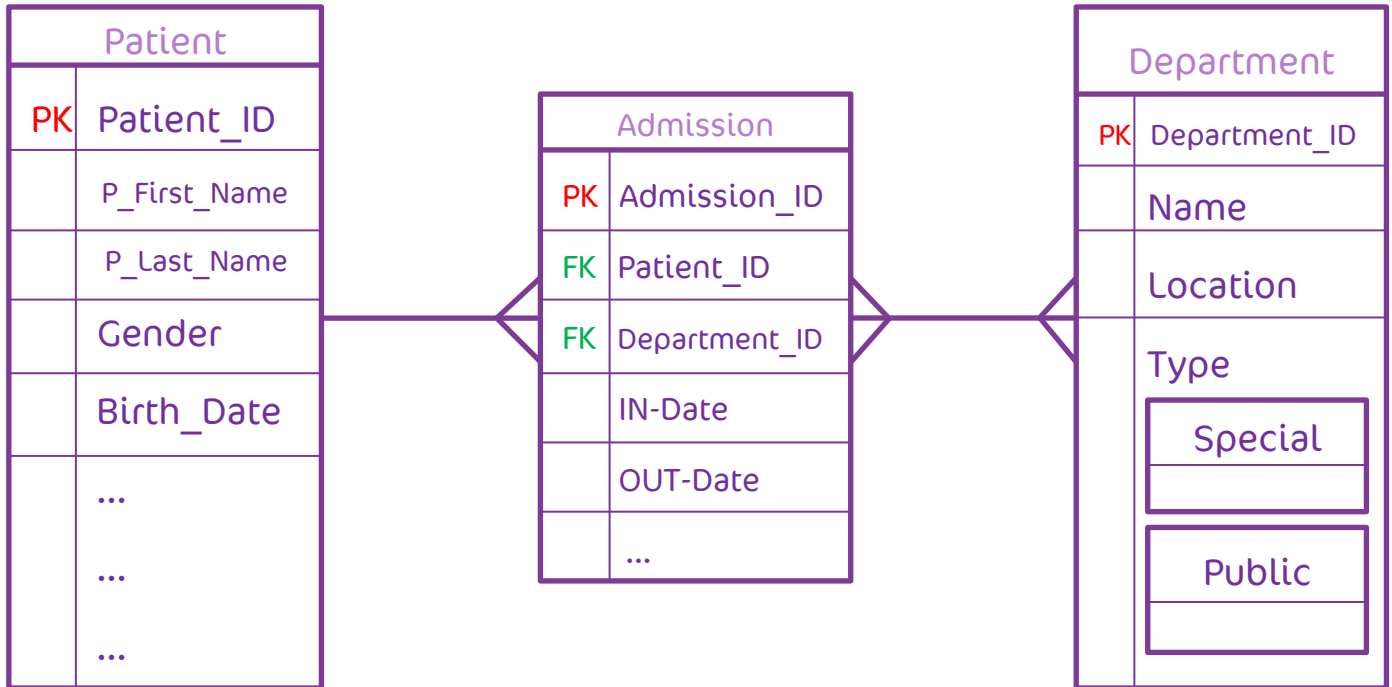 Patient
PK Patient_ID
P_First_Name
P_Last_Name
Gender
Birth_Date
...
...
...
Admission
PK Admission_ID
FK Patient_ID
FK Department_ID
IN-Date
OUT-Date
...
Department
PK Department_ID
Name
Location
Type
Special
Public